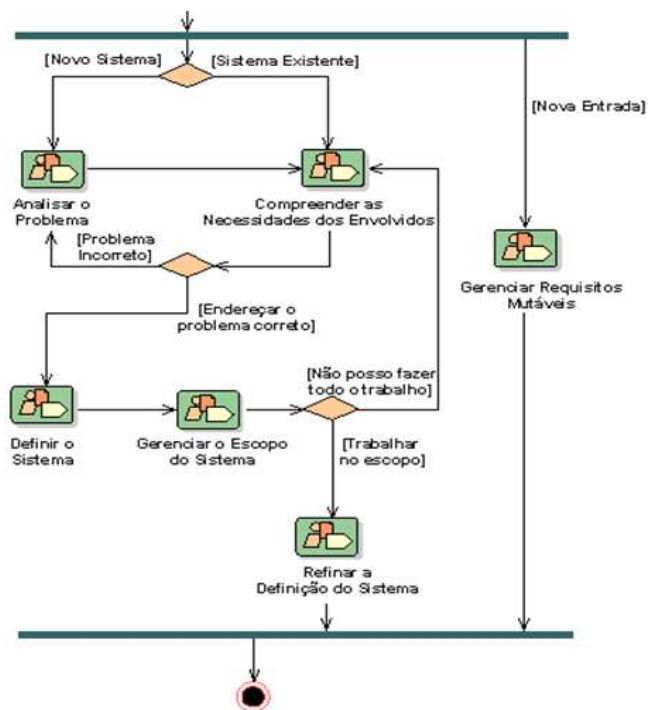 [Novo Sistema]
[Sistema Existente]
[Nova Entrada]
Analisar o
Problema
Compreender as
Necessidades dos Envolvidos
[Problema
Incorreto]
Gerenciar Requisitos
Mutáveis
[Endereçar o
problema correto]
[Não posso fazer
todo o trabalho]
Definir o
Sistema
Gerenciar o Escopo
do Sistema
[Trabalhar
no escopo]
Refinar a
Definição do Sistema